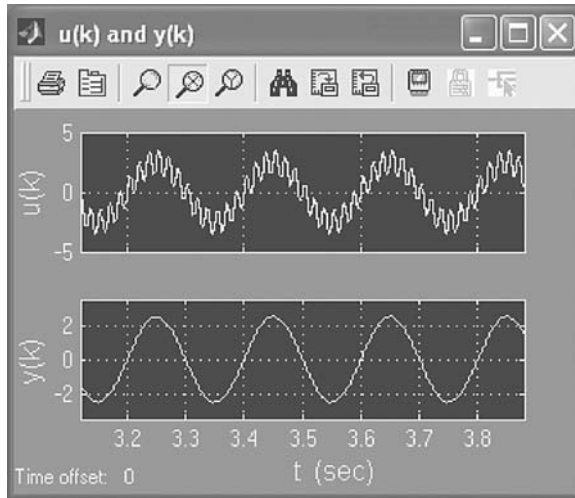 u(k) and y(k)
5
0
-5
u(k)
2
0
-2
y(k)
3.2 3.3 3.4 3.5 3.6 3.7 3.8
t (sec)
Time offset: 0